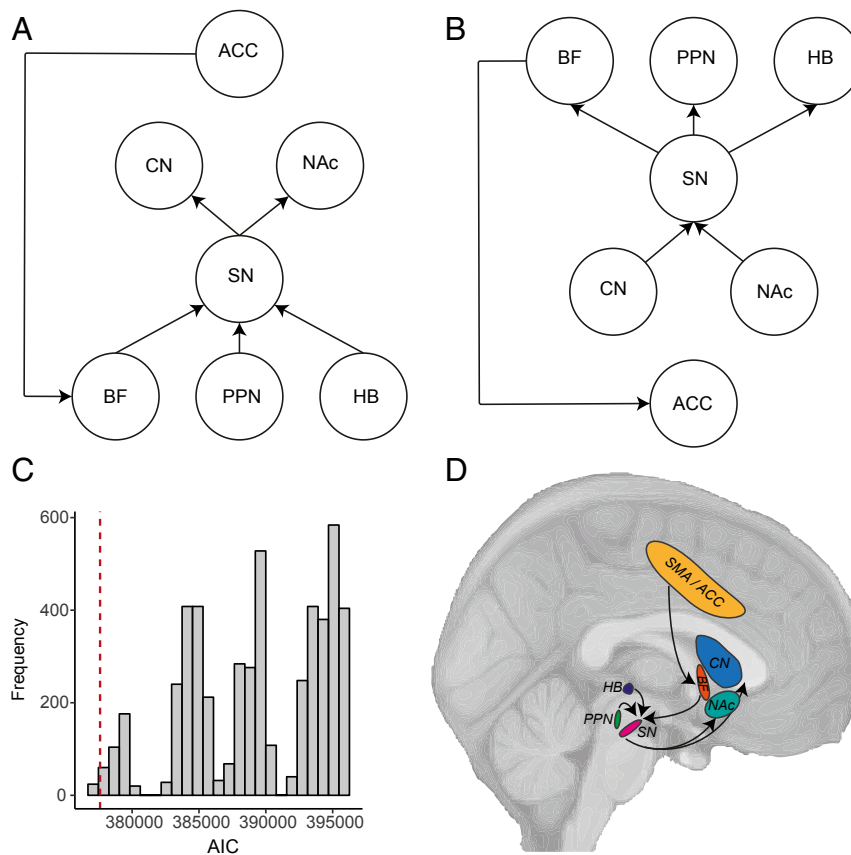 A
ACC
CN
NAc
SN
BF
PPN
HB
B
BF
PPN
HB
SN
CN
NAc
ACC
C
600
400
200
0
Frequency
380000
385000
390000
395000
AIC
D
SMA / ACC
CN
BF
HB
NAc
PPN
SN